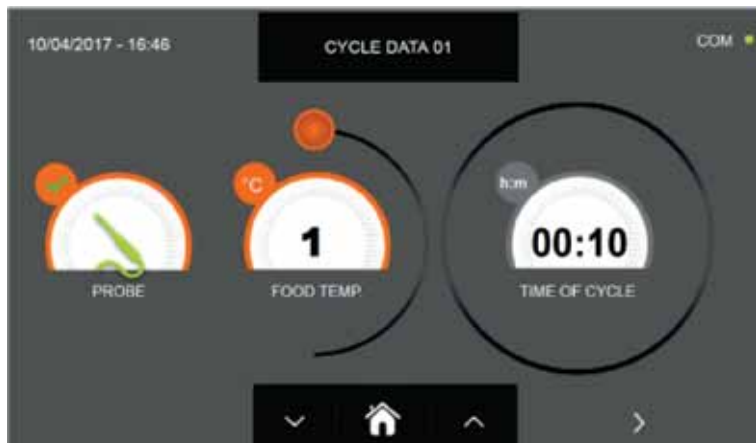 10/04/2017 - 16:46
CYCLE DATA 01
COM
°C
h:m
1
00:10
PROBE
FOOD TEMP.
TIME OF CYCLE